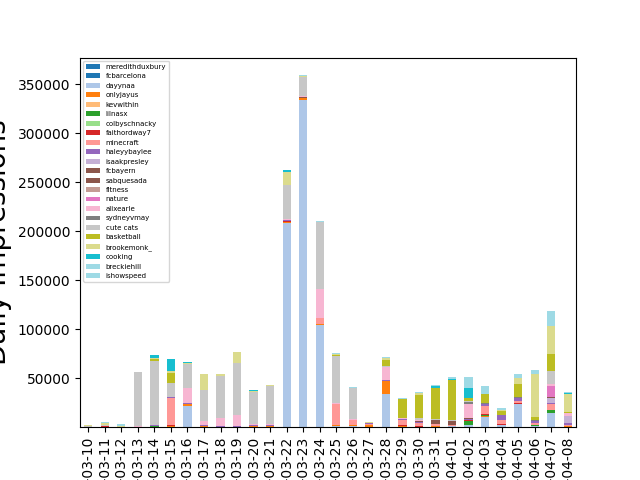 Daily Impressions
350000
300000
250000
200000
150000
100000
50000
meredithduxbury
fcbarcelona
dayynaa
onlyjayus
kevwithin
lilnasx
colbyschnacky
faithordway7
minecraft
haleyybaylee
isaakpresley
fcbayern
sabquesada
fitness
nature
alixearle
sydneyvmay
cute cats
basketball
brookemonk_
cooking
breckiehill
ishowspeed
03-10
03-11
03-12
03-13
03-14
03-15
03-16
03-17
03-18
03-19
03-20
03-21
03-22
03-23
03-24
03-25
03-26
03-27
03-28
03-29
03-30
03-31
04-01
04-02
04-03
04-04
04-05
04-06
04-07
04-08